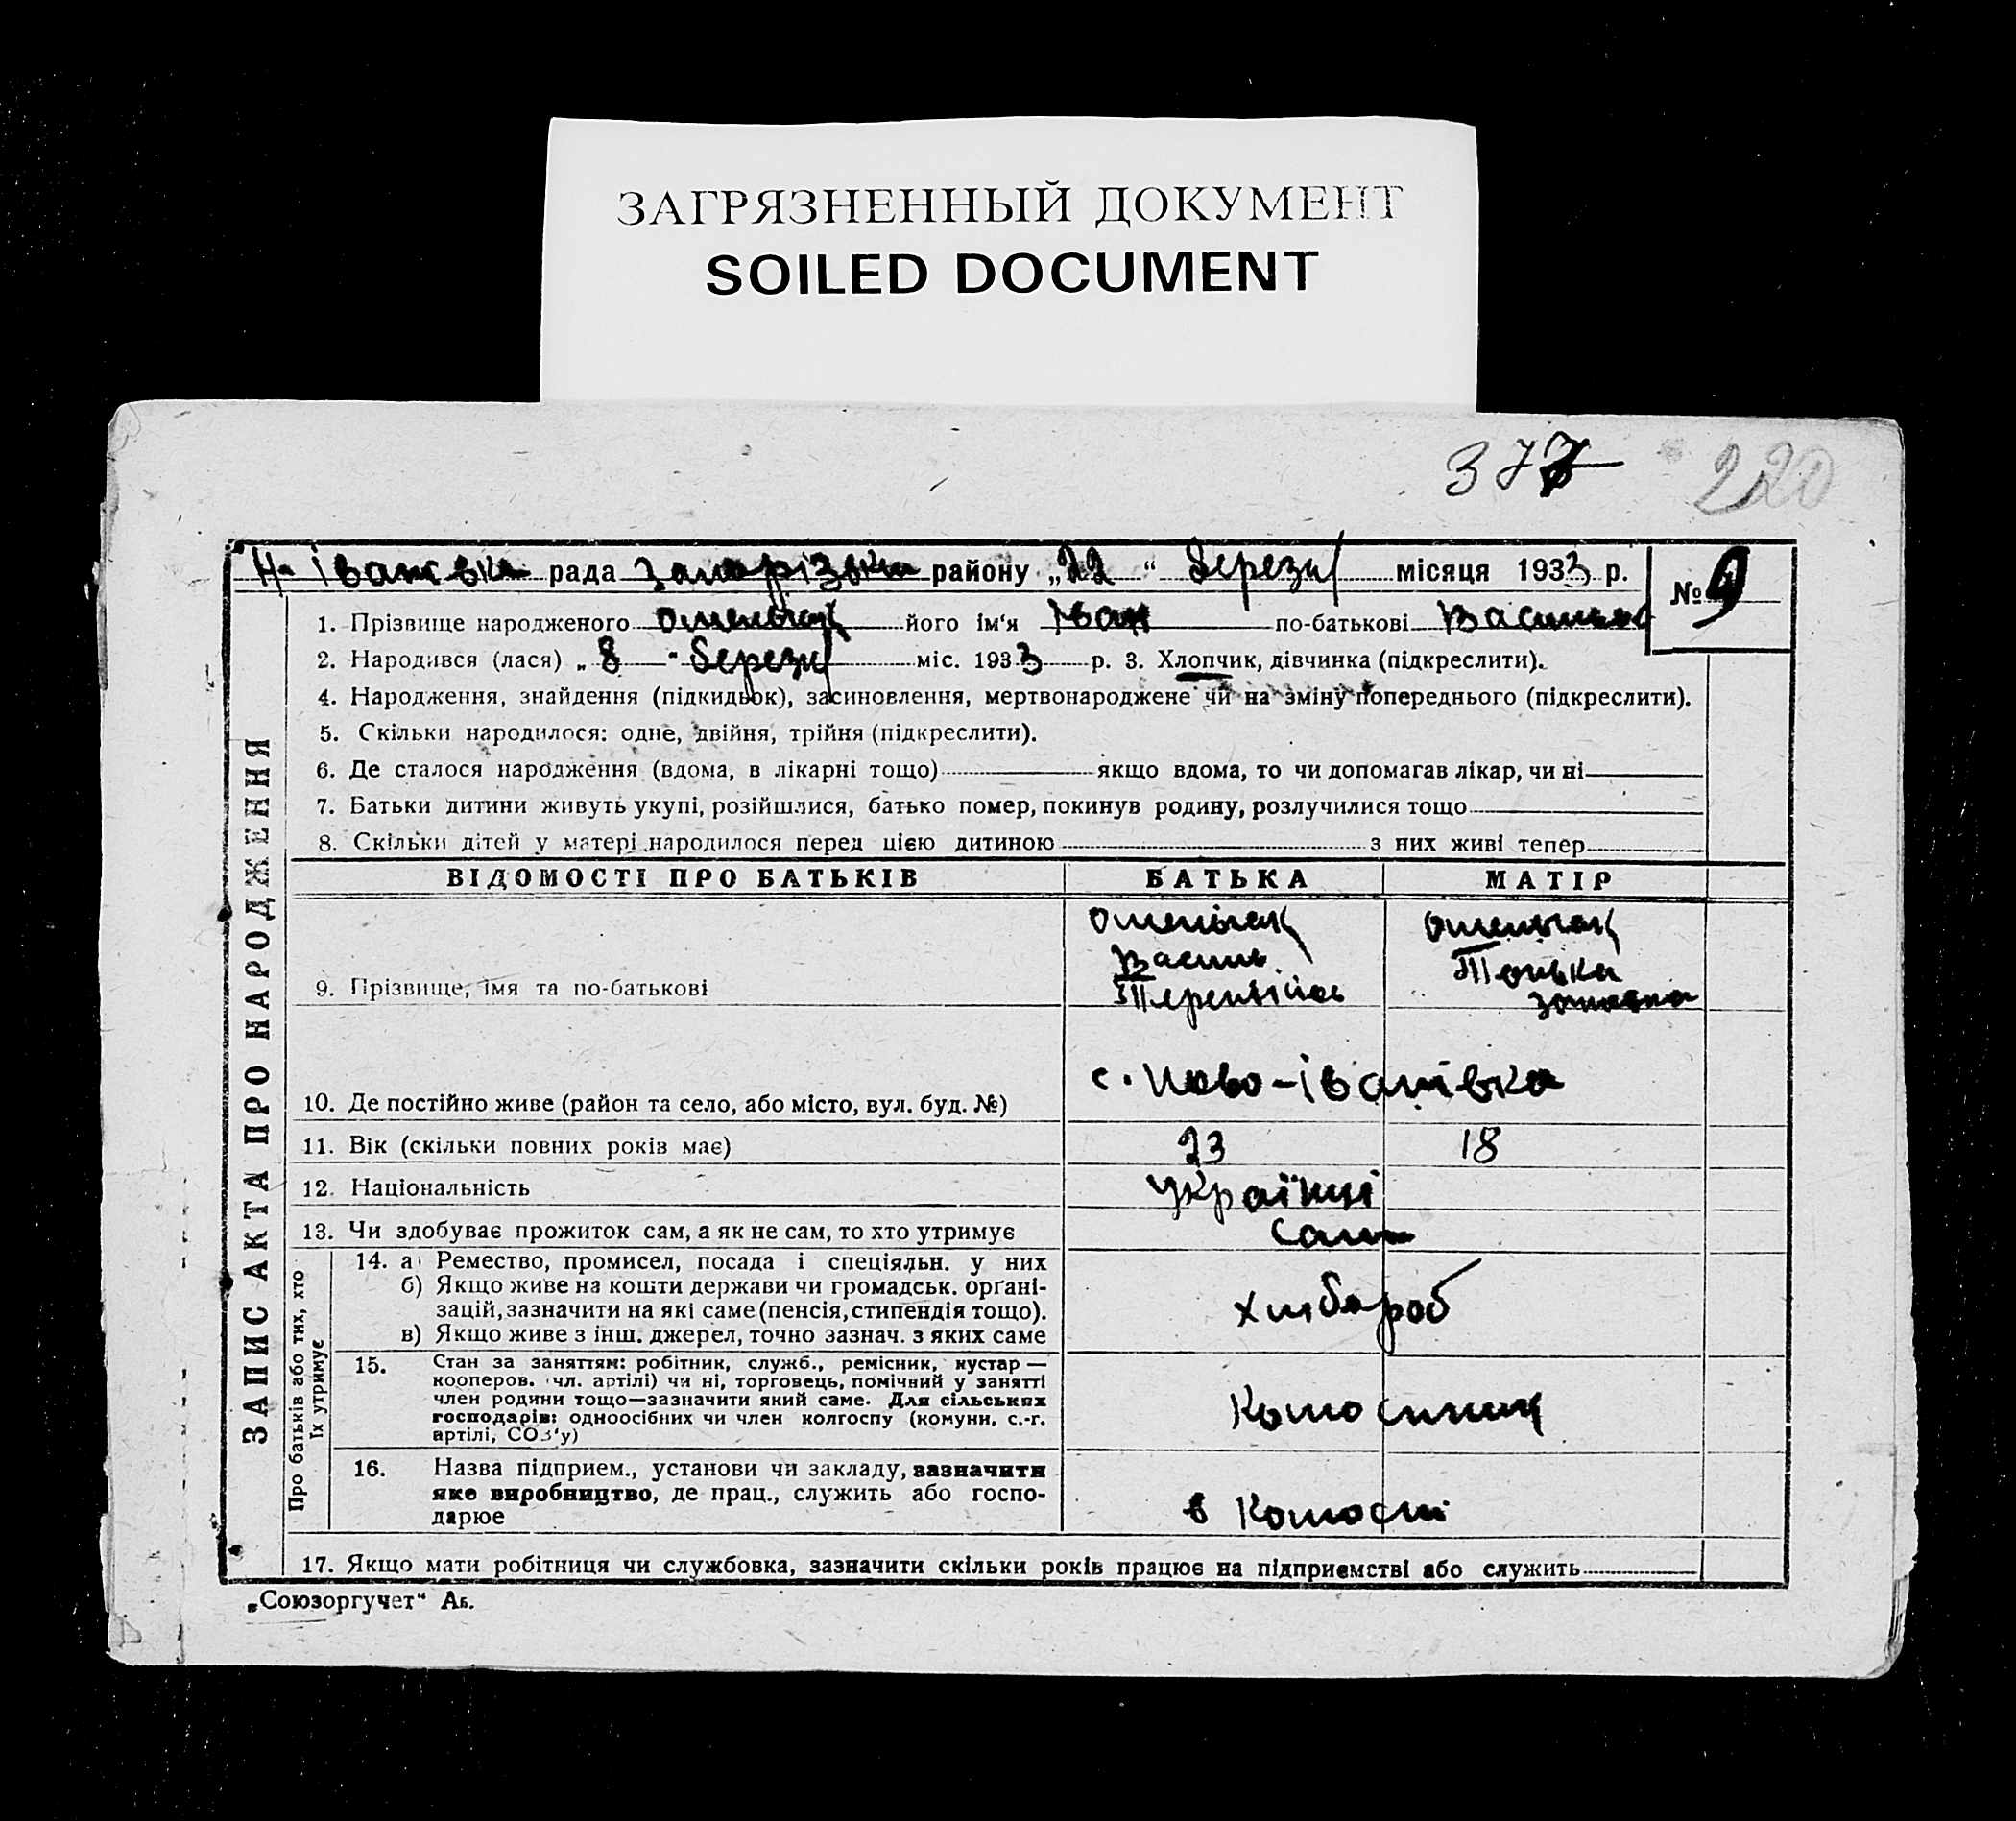 ЗАГРЯЗНЕННЫЙ ДОКУМЕНТ
SOILED DOCUMENT
377 220
Н-Іванівка рада Запорізький району „22“ березня місяця 1933 р. № 9
1. Прізвище народженого його ім‘я Іван по-батькові Васильов
2. Народився (лася) „8“ березня міс. 1933 р. 3. Хлопчик, дівчинка (підкреслити).
4. Народження, знайдення (підкидьок), засиновлення, мертвонароджене чи на зміну попереднього (підкреслити).
5. Скільки народилося: одне, двійня, трійня (підкреслити).
6. Де сталося народження (вдома, в лікарні тощо) якщо вдома, то чи допомагав лікар, чи ні
7. Батьки дитини живуть укупі, розійшлися, батько помер, покинув родину, розлучилися тощо
8. Скільки дітей у матері народилося перед цією дитиною з них живі тепер
ЗАПИС АКТА ПРО НАРОДЖЕННЯ
ВІДОМОСТІ ПРО БАТЬКІВ БАТЬКА МАТІР
9. Прізвище, імя та по-батькові
Василь
10. Де постійно живе (район та село, або місто, вул. буд. №) с. Ново-Іванівка
11. Вік (скільки повних років має) 23 18
12. Національність українці
13. Чи здобуває прожиток сам, а як не сам, то хто утримує сами
Про батьків або тих, хто
їх утримує
14. а) Ремество, промисел, посада і спеціяльн. у них
б) Якщо живе на кошти держави чи громадськ. орґані-
зацій, зазначити на які саме (пенсія, стипендія тощо).
в) Якщо живе з інш. джерел, точно зазнач. з яких саме
хлібороб
15. Стан за заняттям: робітник, служб., ремісник, кустар —
кооперов. (чл. артілі) чи ні, торговець, помічний у занятті
член родини тощо—зазначити який саме. Для сільських
господарів: одноосібних чи член колгоспу (комуни, с.-г.
артілі, СОЗ‘у)
16. Назва підприєм., установи чи закладу, зазначити
яке виробництво, де прац., служить або госпо-
дарює
в
17. Якщо мати робітниця чи службовка, зазначити скільки років працює на підприємстві або служить
„Союзоргучет“ Аб.